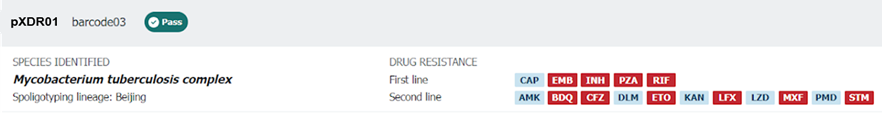 pXDR01 barcode03 Pass
SPECIES IDENTIFIED DRUG RESISTANCE
Mycobacterium tuberculosis complex First line CAP EMB INH PZA RIF
Spoligotyping lineage: Beijing Second line AMK BDQ CFZ DLM ETO KAN LFX LZD MXF PMD STM